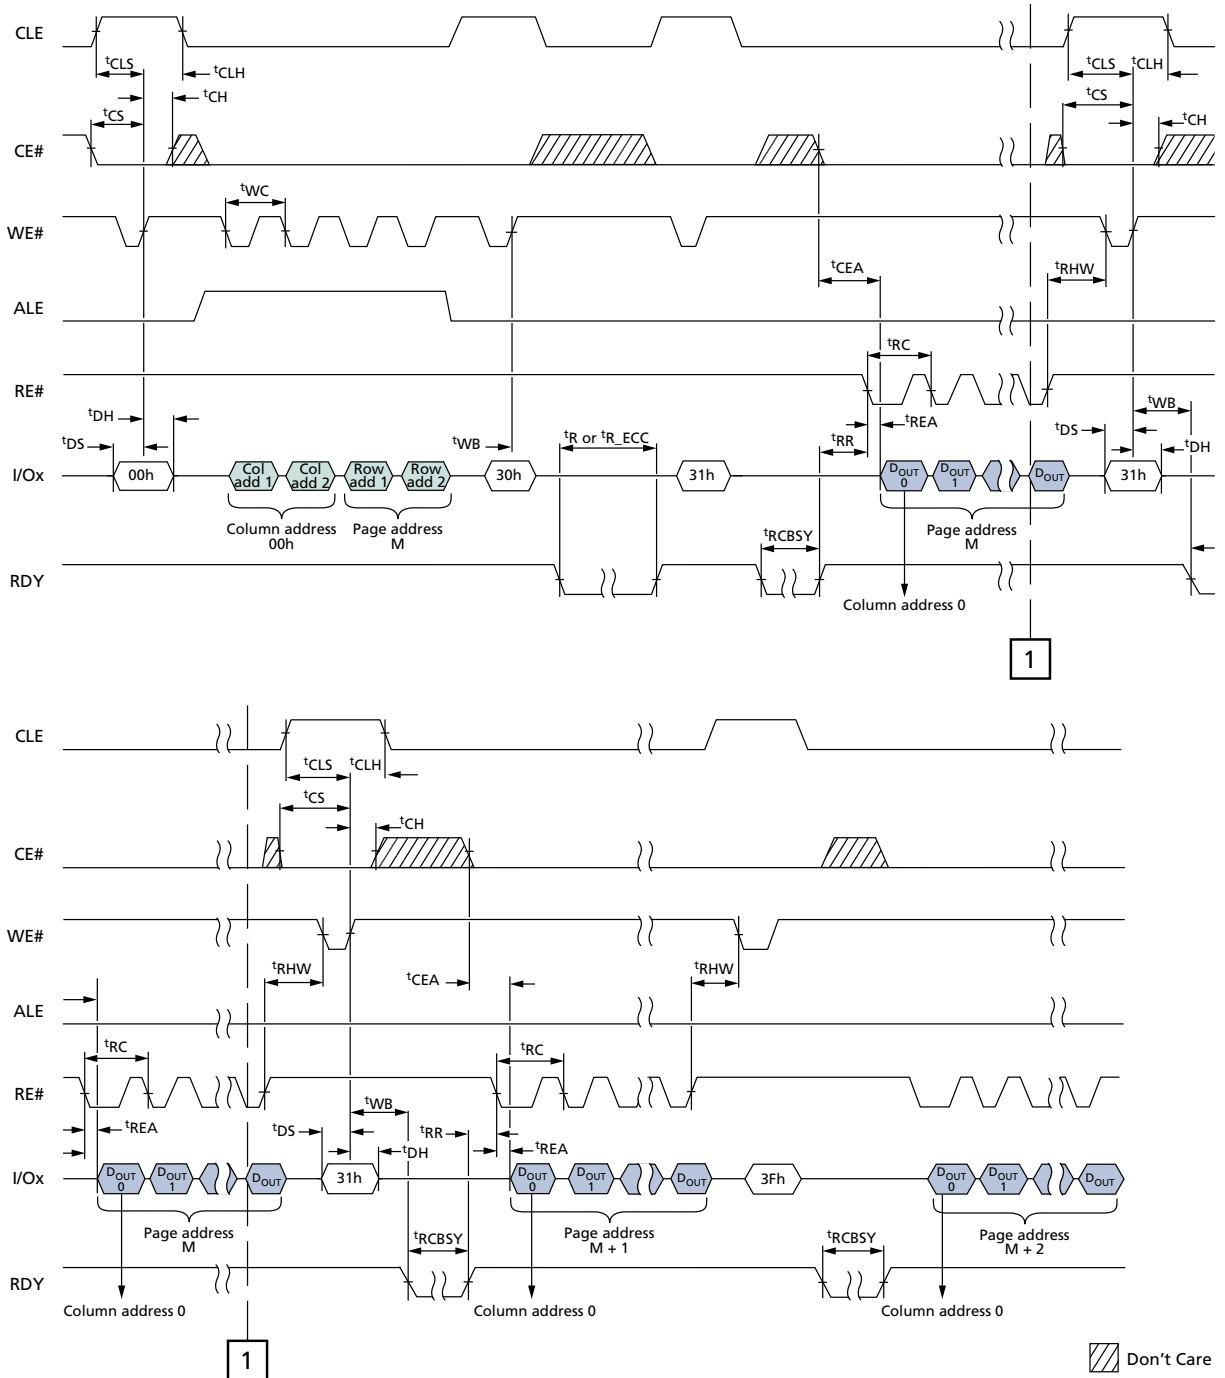 CLE
tCLS
tCLH
tCLS
tCLH
tCH
tCS
tCS
tCH
CE#
tWC
WE#
tCEA
tRHW
ALE
tRC
RE#
tDH
tWB
tREA
tDS
tWB
tR or tR_ECC
tRR
tDS
tDH
I/Ox
00h
Col add 1
Col add 2
Row add 1
Row add 2
30h
31h
DOUT 0
DOUT 1
DOUT
31h
Column address 00h
Page address M
tRCBSY
Page address M
RDY
Column address 0
1
CLE
tCLS
tCLH
tCS
tCH
CE#
WE#
tRHW
tCEA
tRHW
ALE
tRC
tRC
RE#
tWB
tREA
tDS
tDH
tRR
tREA
I/Ox
DOUT 0
DOUT 1
DOUT
31h
DOUT 0
DOUT 1
DOUT
3Fh
DOUT 0
DOUT 1
DOUT
Page address M
tRCBSY
Page address M + 1
tRCBSY
Page address M + 2
RDY
Column address 0
Column address 0
Column address 0
1
Don't Care